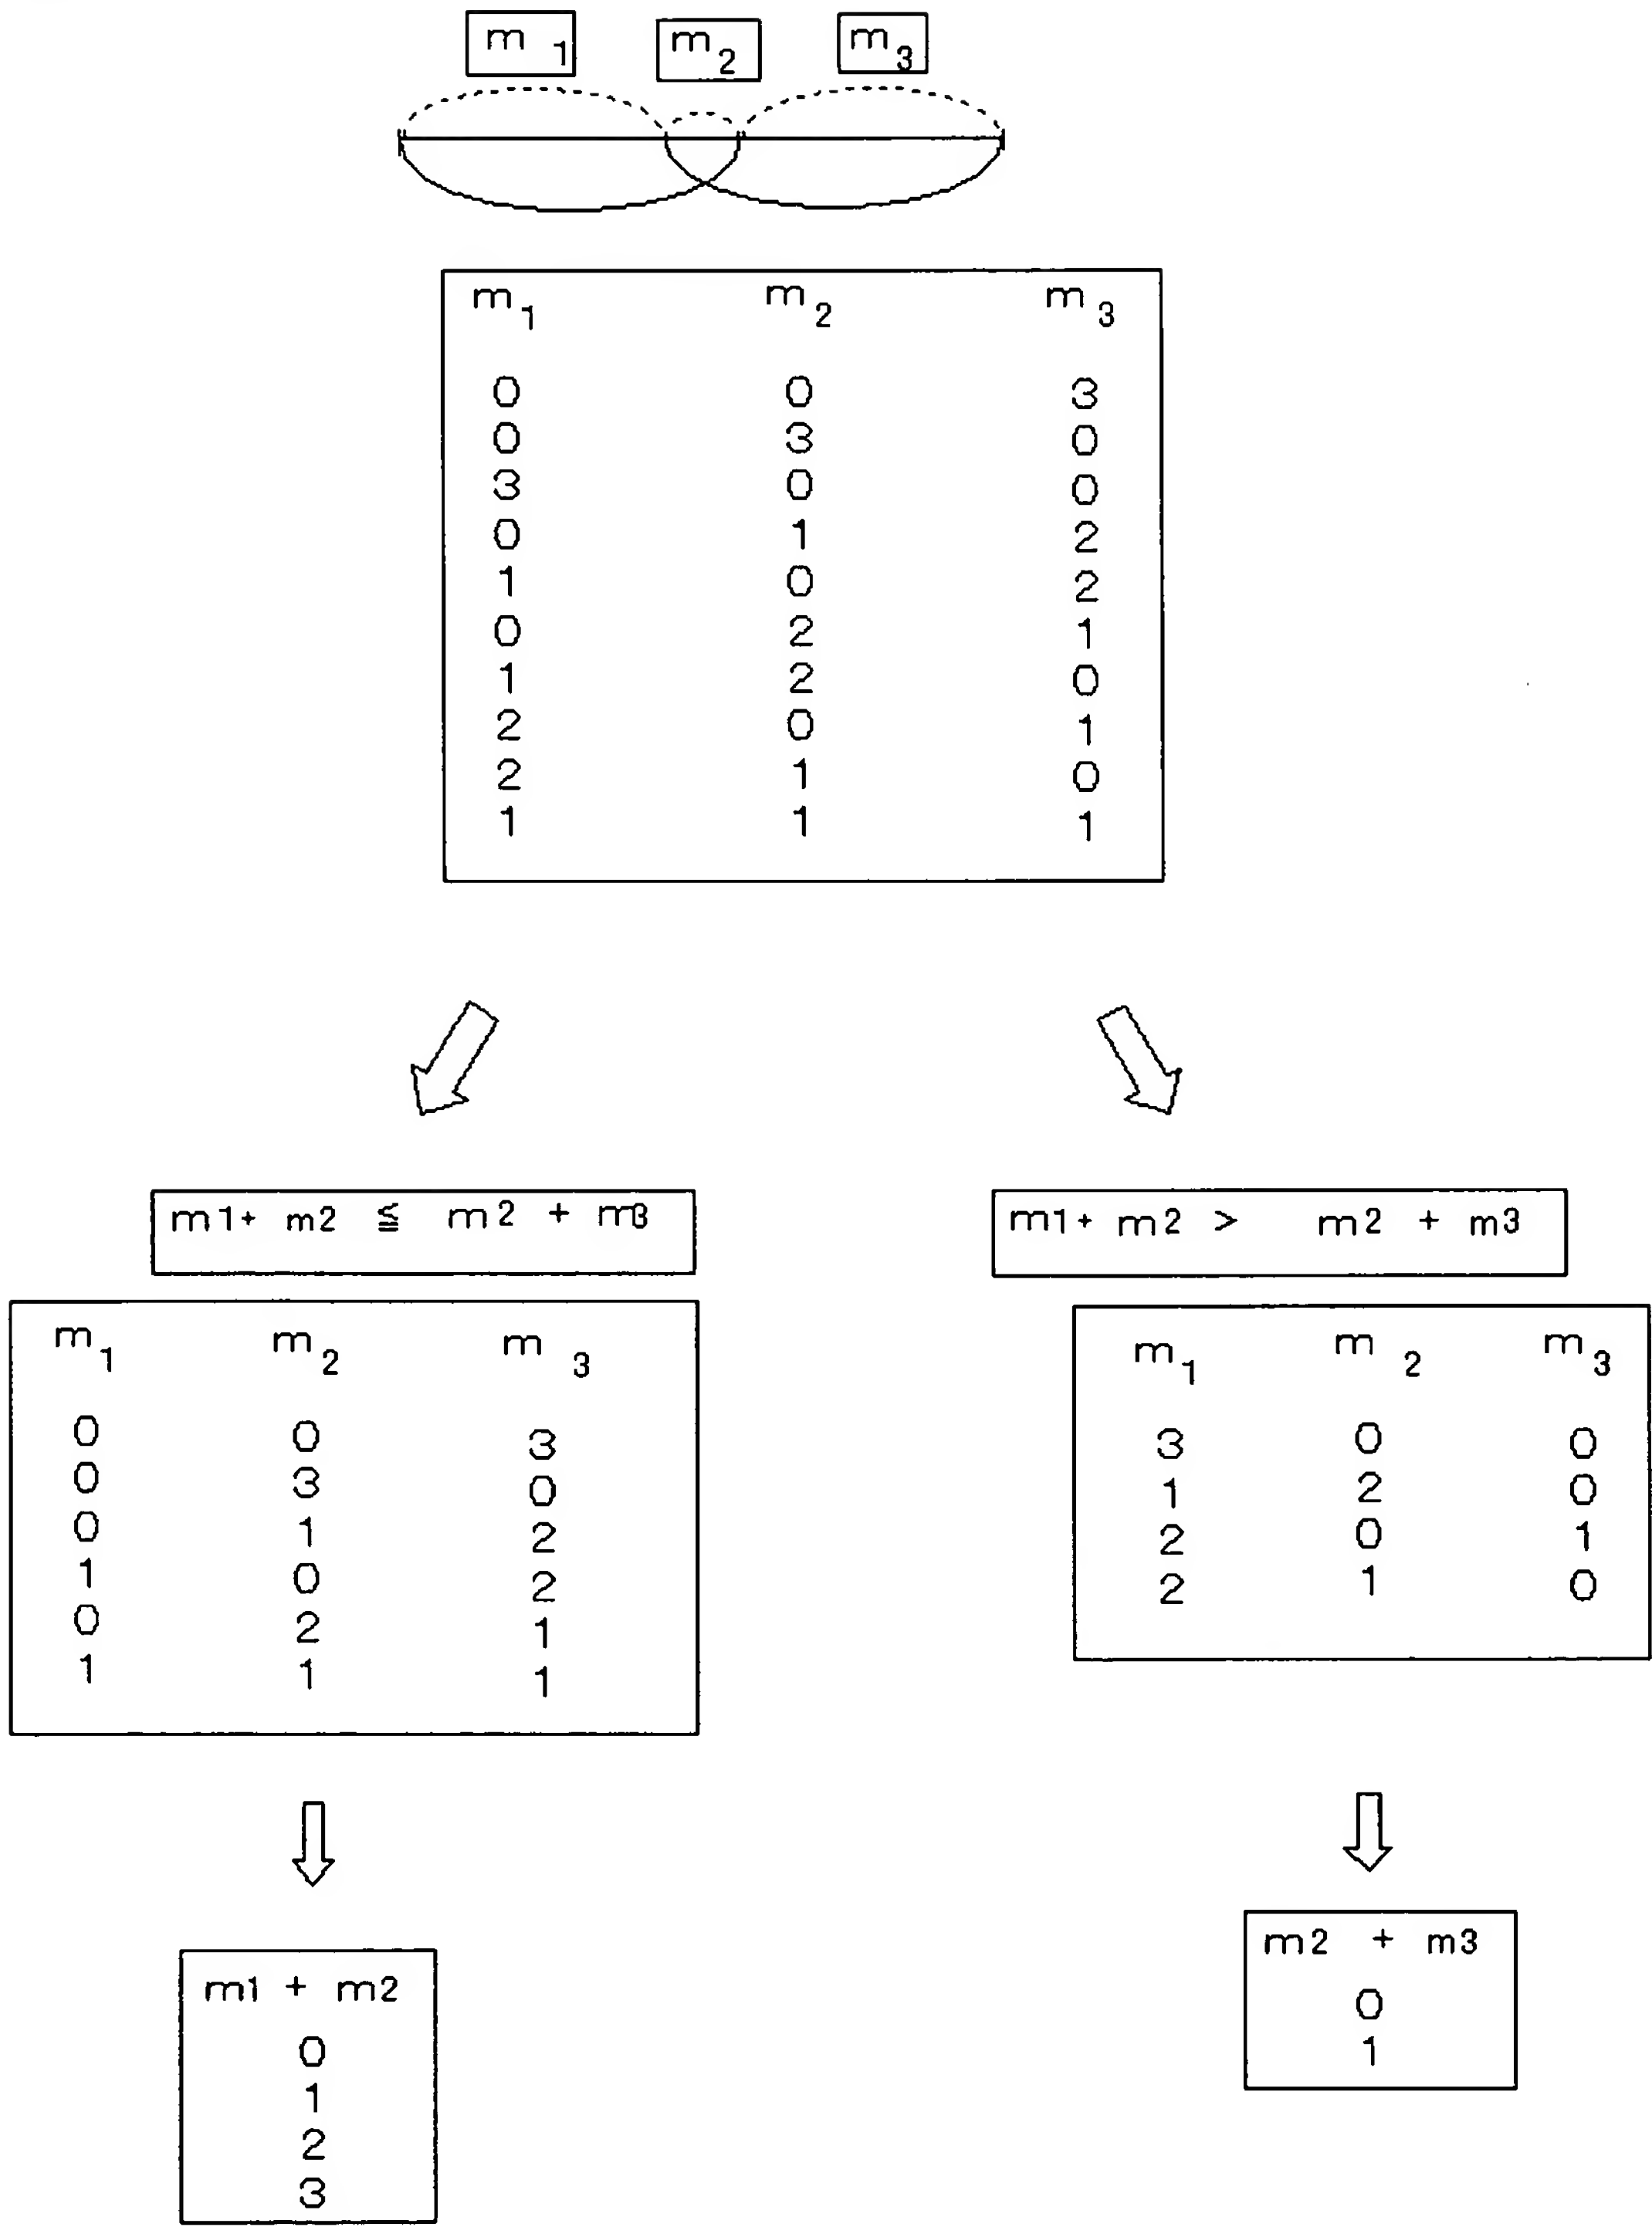 m 1 m2 m3
m1 m2 m3
0 0 3
0 3 0
3 0 0
0 1 2
1 0 2
0 2 1
1 2 0
2 0 1
2 1 0
1 1 1
m1+ m2 ≦ m2 + m3
m1+ m2 > m2 + m3
m1 m2 m 3
0 0 3
0 3 0
0 1 2
1 0 2
0 2 1
1 1 1
m1 m 2 m3
3 0 0
1 2 0
2 0 1
2 1 0
m1 + m2
0
1
2
3
m2 + m3
0
1